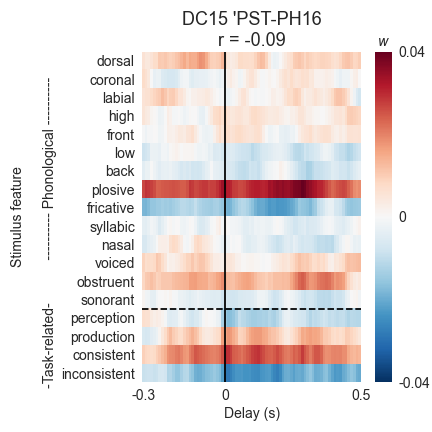 DC15 'PST-PH16
r = -0.09
w
dorsal
coronal
labial
high
front
low
back
plosive
fricative
syllabic
nasal
voiced
obstruent
sonorant
perception
production
consistent
inconsistent
Stimulus feature
-Task-related- ---------- Phonological ----------
0.04
0
-0.04
-0.3 0 0.5
Delay (s)